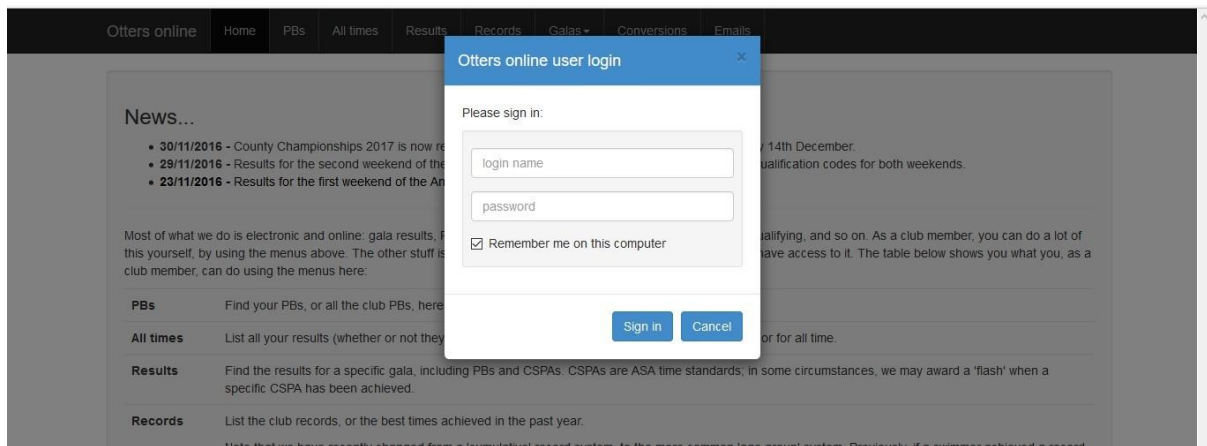 Otters online Home PBs All times Results Records Galas Conversions Emails
Otters online user login ×
Please sign in:
login name
password
Remember me on this computer
Sign in Cancel
News...
30/11/2016 - County Championships 2017 is now re
14th December.
29/11/2016 - Results for the second weekend of the
ualification codes for both weekends.
23/11/2016 - Results for the first weekend of the An
Most of what we do is electronic and online: gala results,
ualifying, and so on. As a club member, you can do a lot of
this yourself, by using the menus above. The other stuff is
have access to it. The table below shows you what you, as a
club member, can do using the menus here:
PBs Find your PBs, or all the club PBs, here
All times List all your results (whether or not they
or for all time.
Results Find the results for a specific gala, including PBs and CSPAs. CSPAs are ASA time standards; in some circumstances, we may award a 'flash' when a
specific CSPA has been achieved.
Records List the club records, or the best times achieved in the past year.